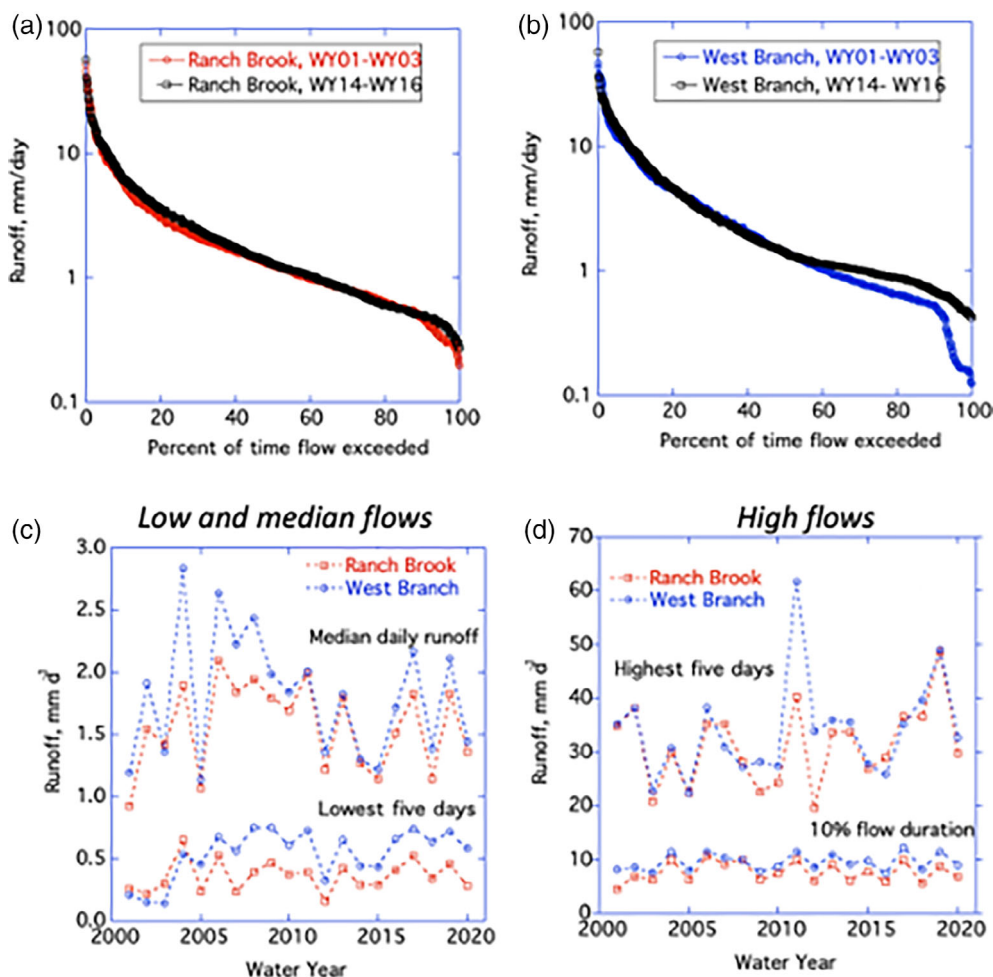 (a)
100
10
1
0.1
Runoff, mm/day
Ranch Brook, WY01-WY03
Ranch Brook, WY14-WY16
0 20 40 60 80 100
Percent of time flow exceeded
(b)
100
10
1
0.1
Runoff, mm/day
West Branch, WY01-WY03
West Branch, WY14- WY16
0 20 40 60 80 100
Percent of time flow exceeded
(c)
Low and median flows
3.0
2.5
2.0
1.5
1.0
0.5
0.0
Runoff, mm d⁻¹
Ranch Brook
West Branch
Median daily runoff
Lowest five days
2000 2005 2010 2015 2020
Water Year
(d)
High flows
70
60
50
40
30
20
10
0
Runoff, mm d⁻¹
Ranch Brook
West Branch
Highest five days
10% flow duration
2000 2005 2010 2015 2020
Water Year